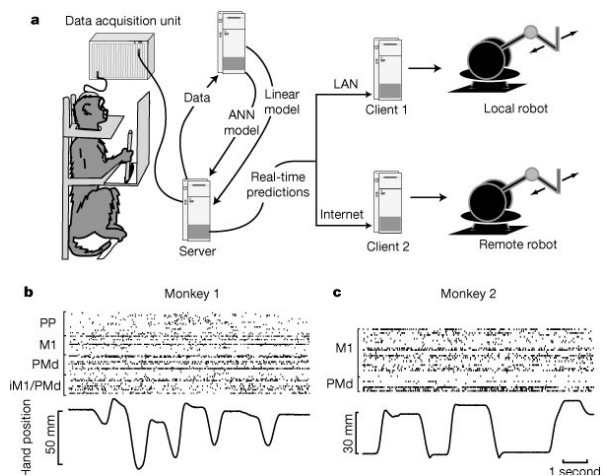 a
Data acquisition unit
Data
ANN
model
Linear
model
Server
Real-time
predictions
LAN
Client 1
Local robot
Internet
Client 2
Remote robot
b
Monkey 1
PP
M1
PMd
iM1/PMd
Hand position
50 mm
c
Monkey 2
M1
PMd
30 mm
1 second